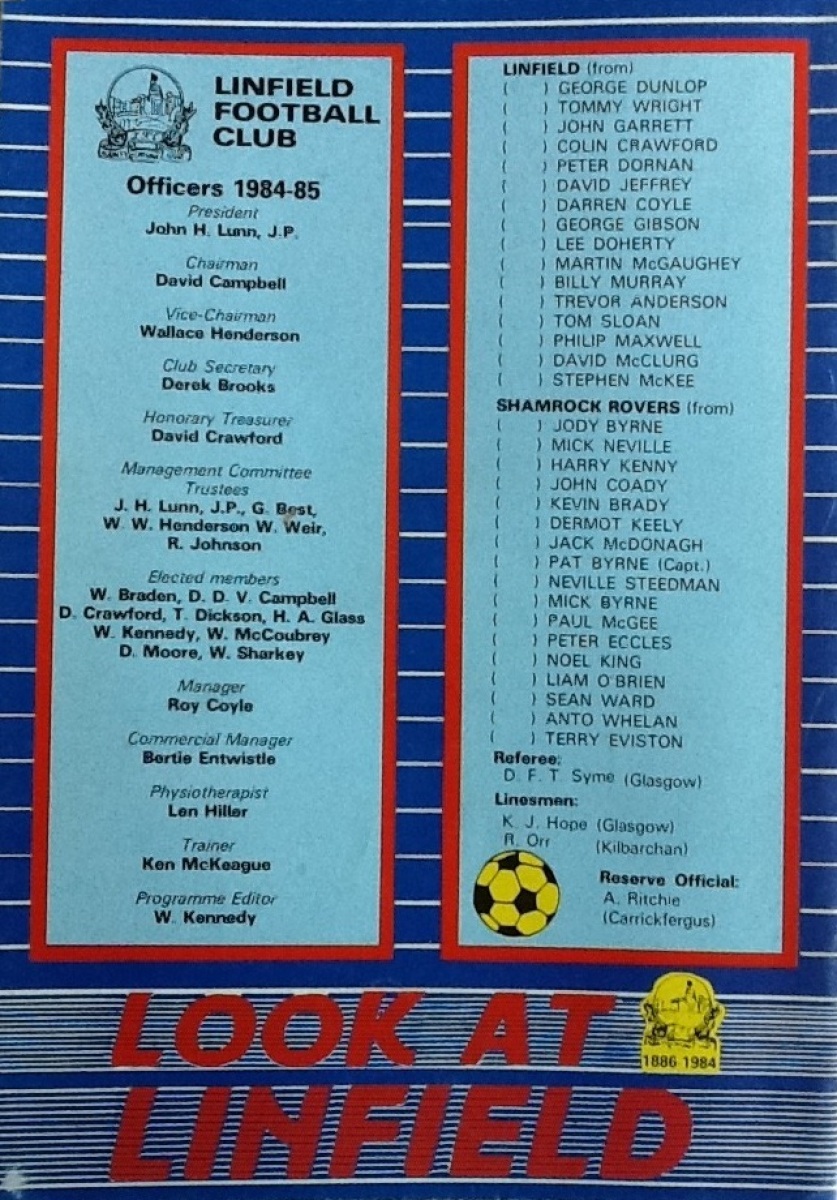 LINFIELD
FOOTBALL
CLUB
Officers 1984-85
President
John H. Lunn, J.P.
Chairman
David Campbell
Vice-Chairman
Wallace Henderson
Club Secretary
Derek Brooks
Honorary Treasurer
David Crawford
Management Committee
Trustees
J. H. Lunn, J.P., G. Best,
W. W. Henderson W. Weir,
R. Johnson
Elected members
W. Braden, D. D. V. Campbell
D. Crawford, T. Dickson, H. A. Glass
W. Kennedy, W. McCoubrey
D. Moore, W. Sharkey
Manager
Roy Coyle
Commercial Manager
Bertie Entwistle
Physiotherapist
Len Hiller
Trainer
Ken McKeague
Programme Editor
W. Kennedy
LINFIELD (from)
( ) GEORGE DUNLOP
( ) TOMMY WRIGHT
( ) JOHN GARRETT
( ) COLIN CRAWFORD
( ) PETER DORNAN
( ) DAVID JEFFREY
( ) DARREN COYLE
( ) GEORGE GIBSON
( ) LEE DOHERTY
( ) MARTIN McGAUGHEY
( ) BILLY MURRAY
( ) TREVOR ANDERSON
( ) TOM SLOAN
( ) PHILIP MAXWELL
( ) DAVID McCLURG
( ) STEPHEN McKEE
SHAMROCK ROVERS (from)
( ) JODY BYRNE
( ) MICK NEVILLE
( ) HARRY KENNY
( ) JOHN COADY
( ) KEVIN BRADY
( ) DERMOT KEELY
( ) JACK McDONAGH
( ) PAT BYRNE (Capt.)
( ) NEVILLE STEEDMAN
( ) MICK BYRNE
( ) PAUL McGEE
( ) PETER ECCLES
( ) NOEL KING
( ) LIAM O'BRIEN
( ) SEAN WARD
( ) ANTO WHELAN
( ) TERRY EVISTON
Referee:
D. F. T. Syme (Glasgow)
Linesmen:
K. J. Hope (Glasgow)
R. Orr (Kilbarchan)
Reserve Official:
A. Ritchie
(Carrickfergus)
LOOK AT
1886 1984
LINFIELD